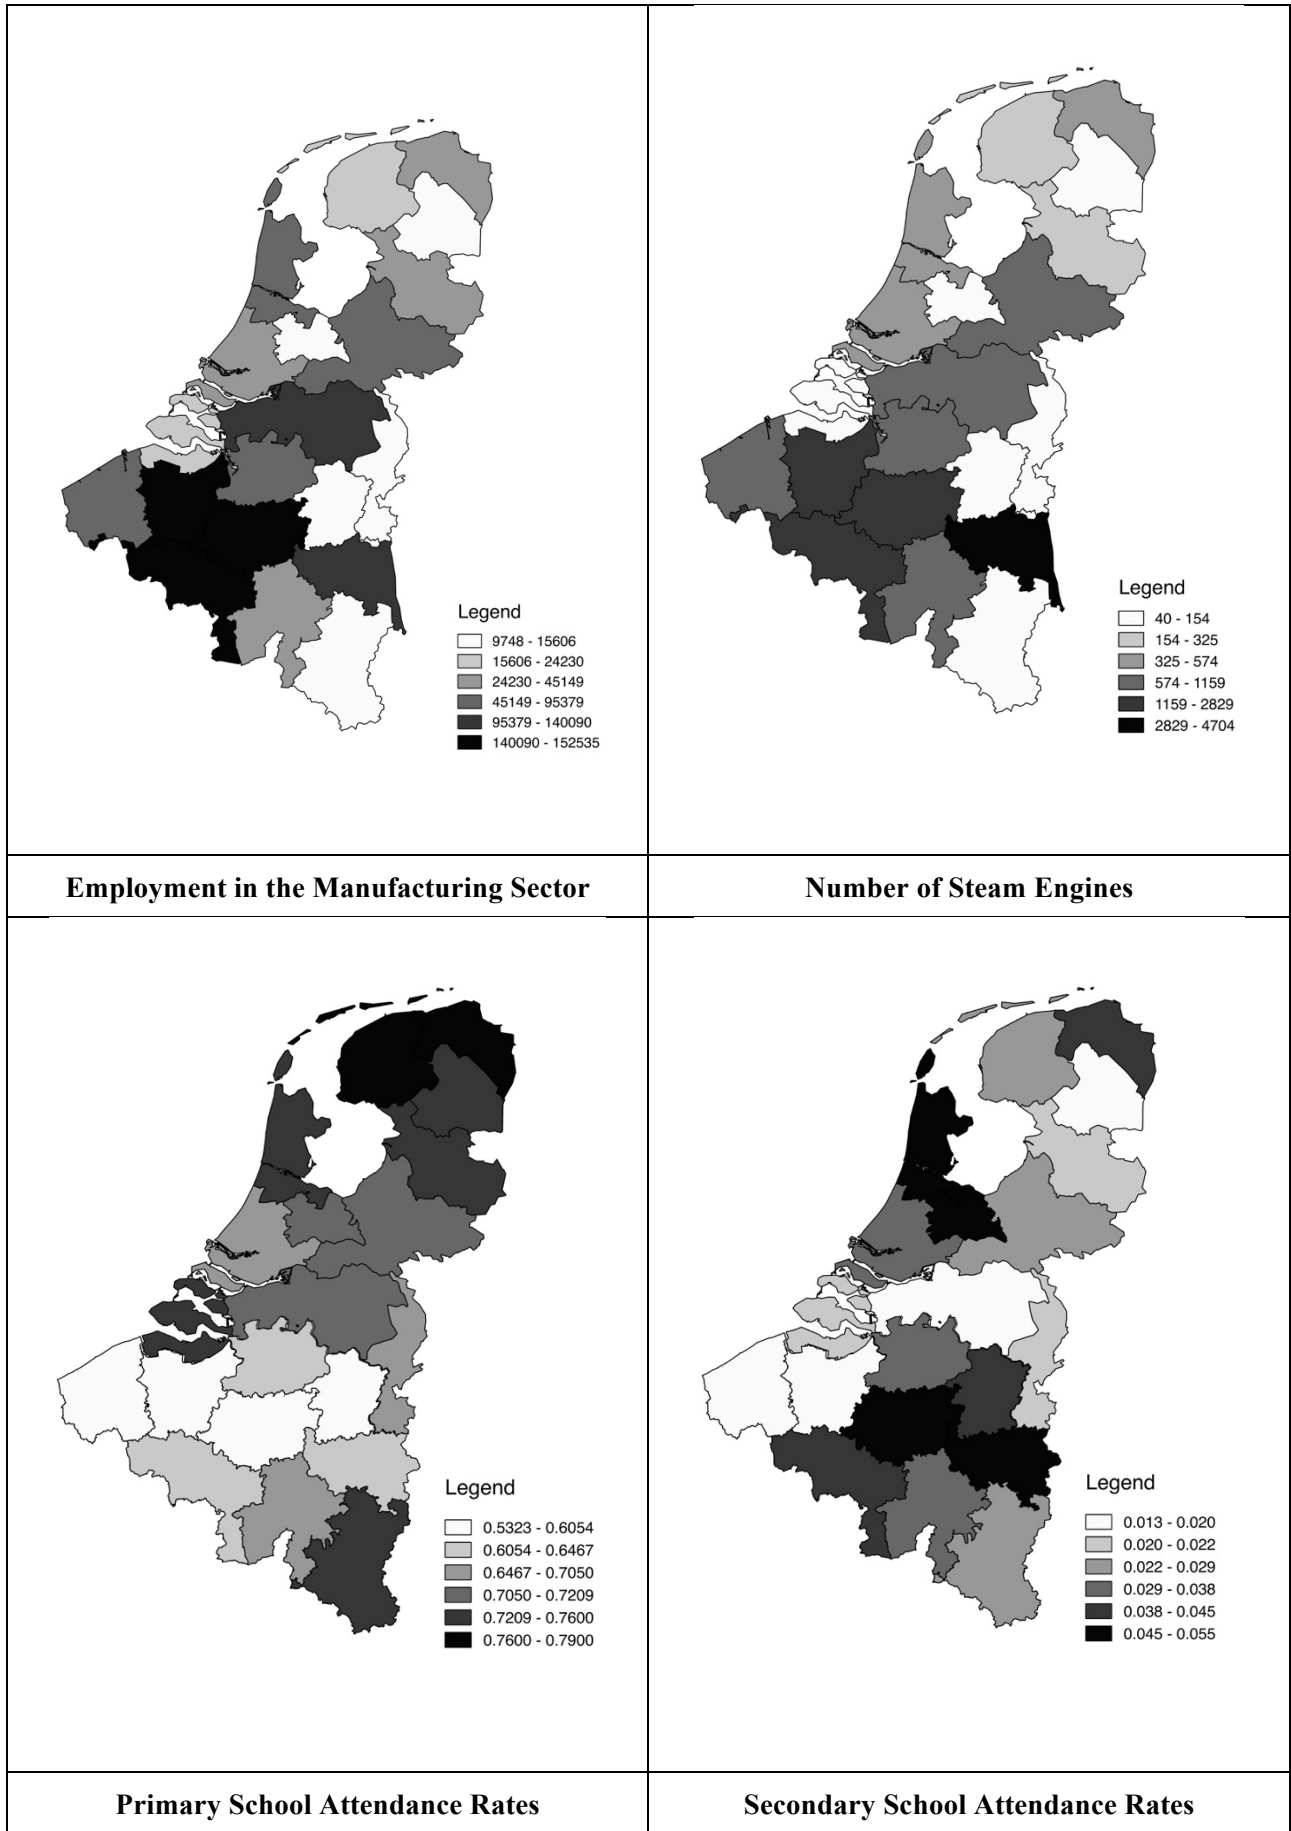 Legend
9748 - 15606
15606 - 24230
24230 - 45149
45149 - 95379
95379 - 140090
140090 - 152535
Employment in the Manufacturing Sector
Legend
40 - 154
154 - 325
325 - 574
574 - 1159
1159 - 2829
2829 - 4704
Number of Steam Engines
Legend
0.5323 - 0.6054
0.6054 - 0.6467
0.6467 - 0.7050
0.7050 - 0.7209
0.7209 - 0.7600
0.7600 - 0.7900
Primary School Attendance Rates
Legend
0.013 - 0.020
0.020 - 0.022
0.022 - 0.029
0.029 - 0.038
0.038 - 0.045
0.045 - 0.055
Secondary School Attendance Rates